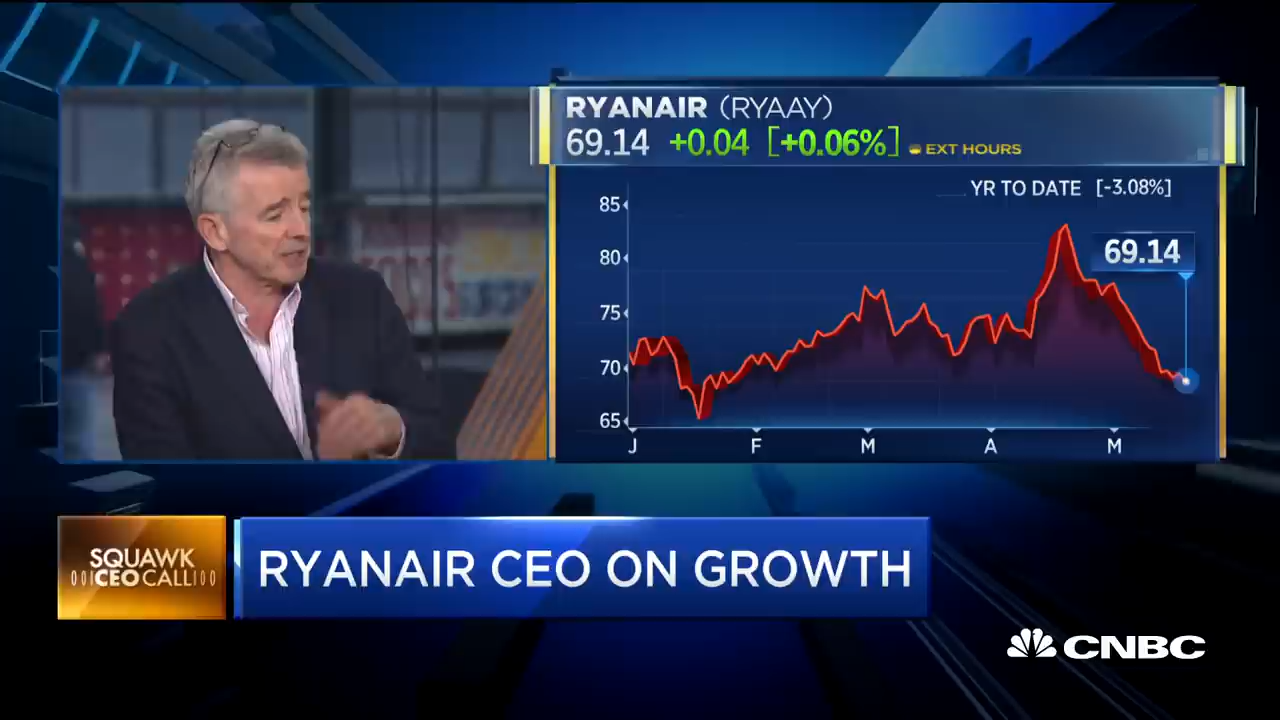 RYANAIR (RYAAY)
69.14 +0.04 [+0.06%] EXT HOURS
YR TO DATE [-3.08%]
85
80
75
70
65
69.14
J F M A M
SQUAWK
CEO CALL
RYANAIR CEO ON GROWTH
CNBC